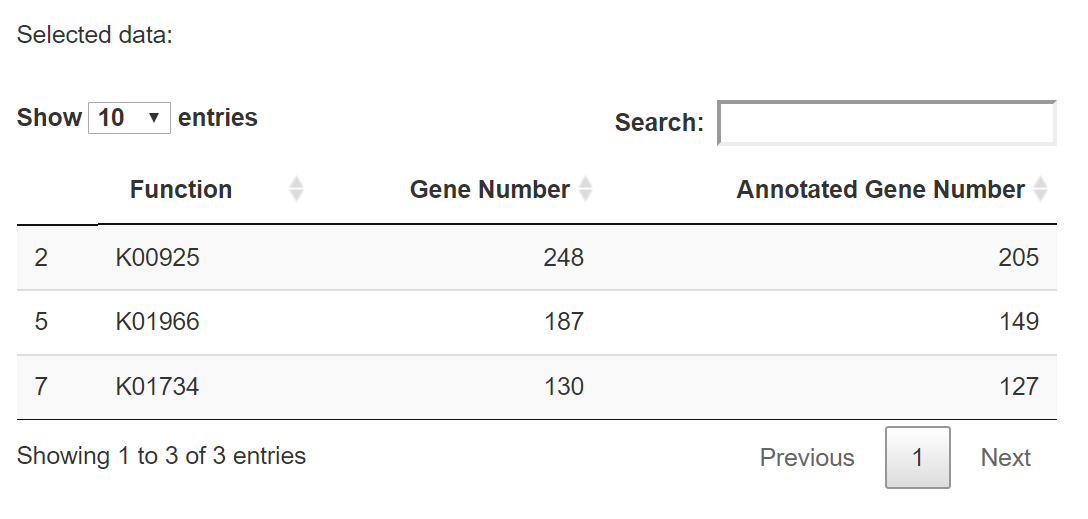 Selected data:
Show 10 entries Search:
Function Gene Number Annotated Gene Number
2 K00925 248 205
5 K01966 187 149
7 K01734 130 127
Showing 1 to 3 of 3 entries Previous 1 Next